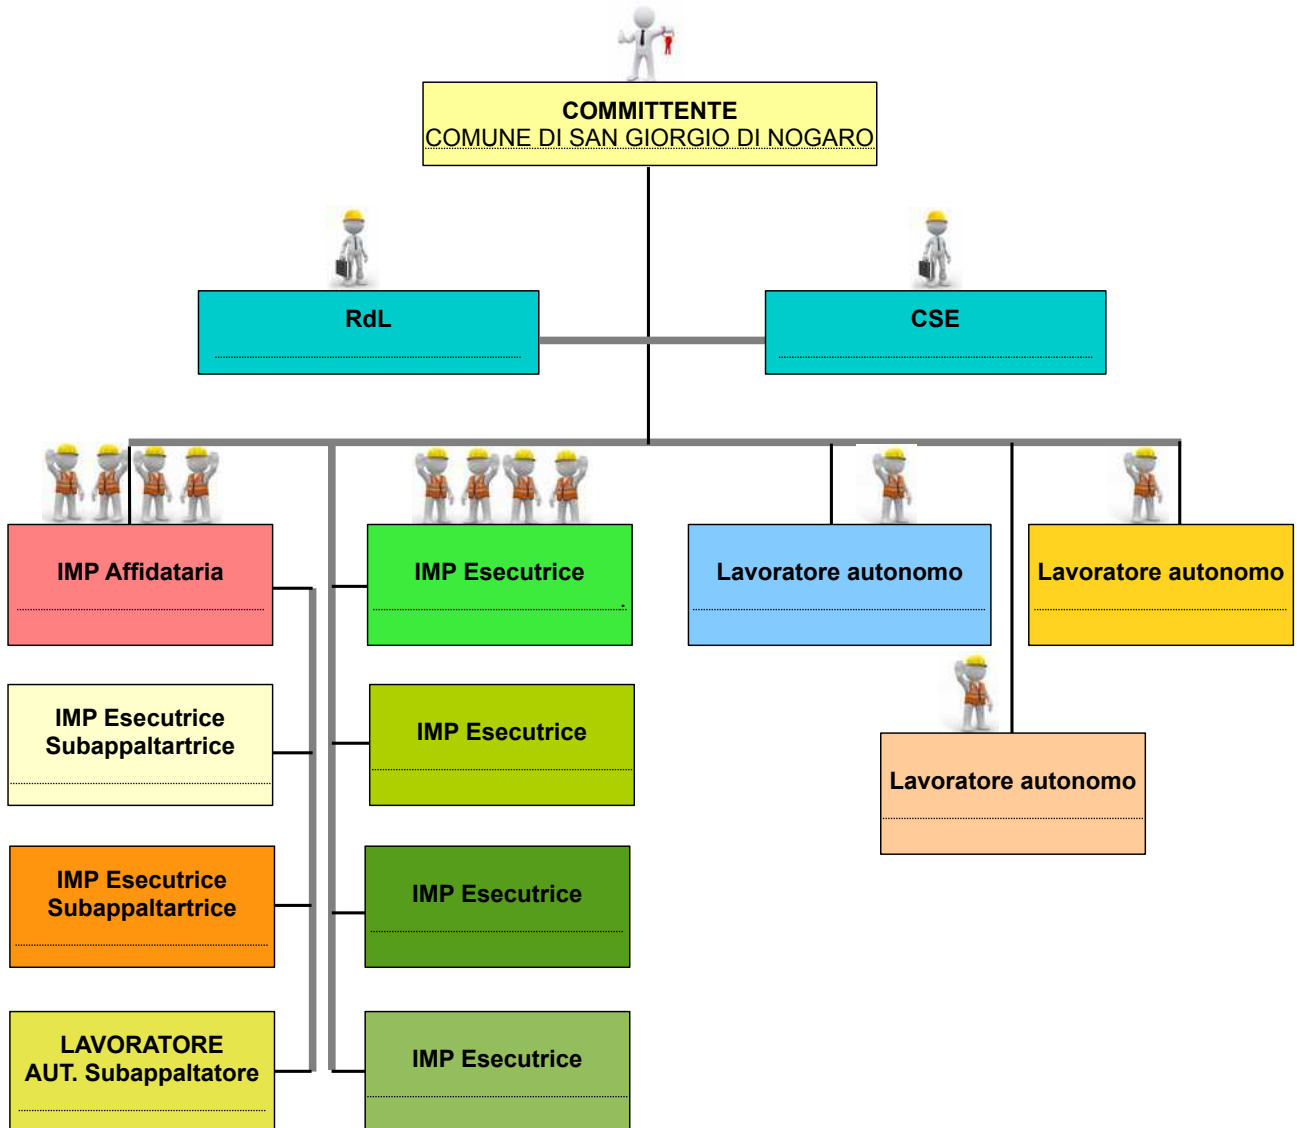 COMMITTENTE
COMUNE DI SAN GIORGIO DI NOGARO
RdL
CSE
IMP Affidataria
IMP Esecutrice
Lavoratore autonomo
Lavoratore autonomo
IMP Esecutrice
Subappaltartrice
IMP Esecutrice
Lavoratore autonomo
IMP Esecutrice
Subappaltartrice
IMP Esecutrice
LAVORATORE
AUT. Subappaltatore
IMP Esecutrice